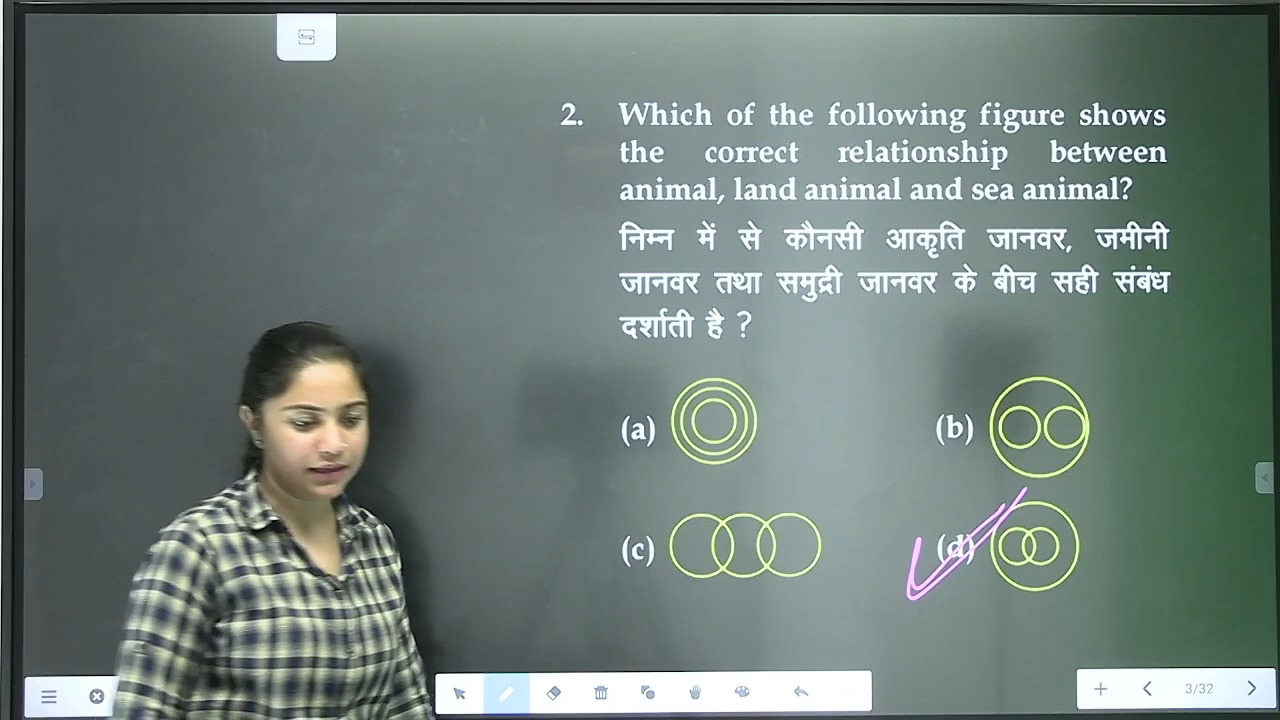 2. Which of the following figure shows
the correct relationship between
animal, land animal and sea animal?
निम्न में से कौनसी आकृति जानवर, जमीनी
जानवर तथा समुद्री जानवर के बीच सही संबंध
दर्शाती है ?
(a) (b)
(c) (d)
3/32